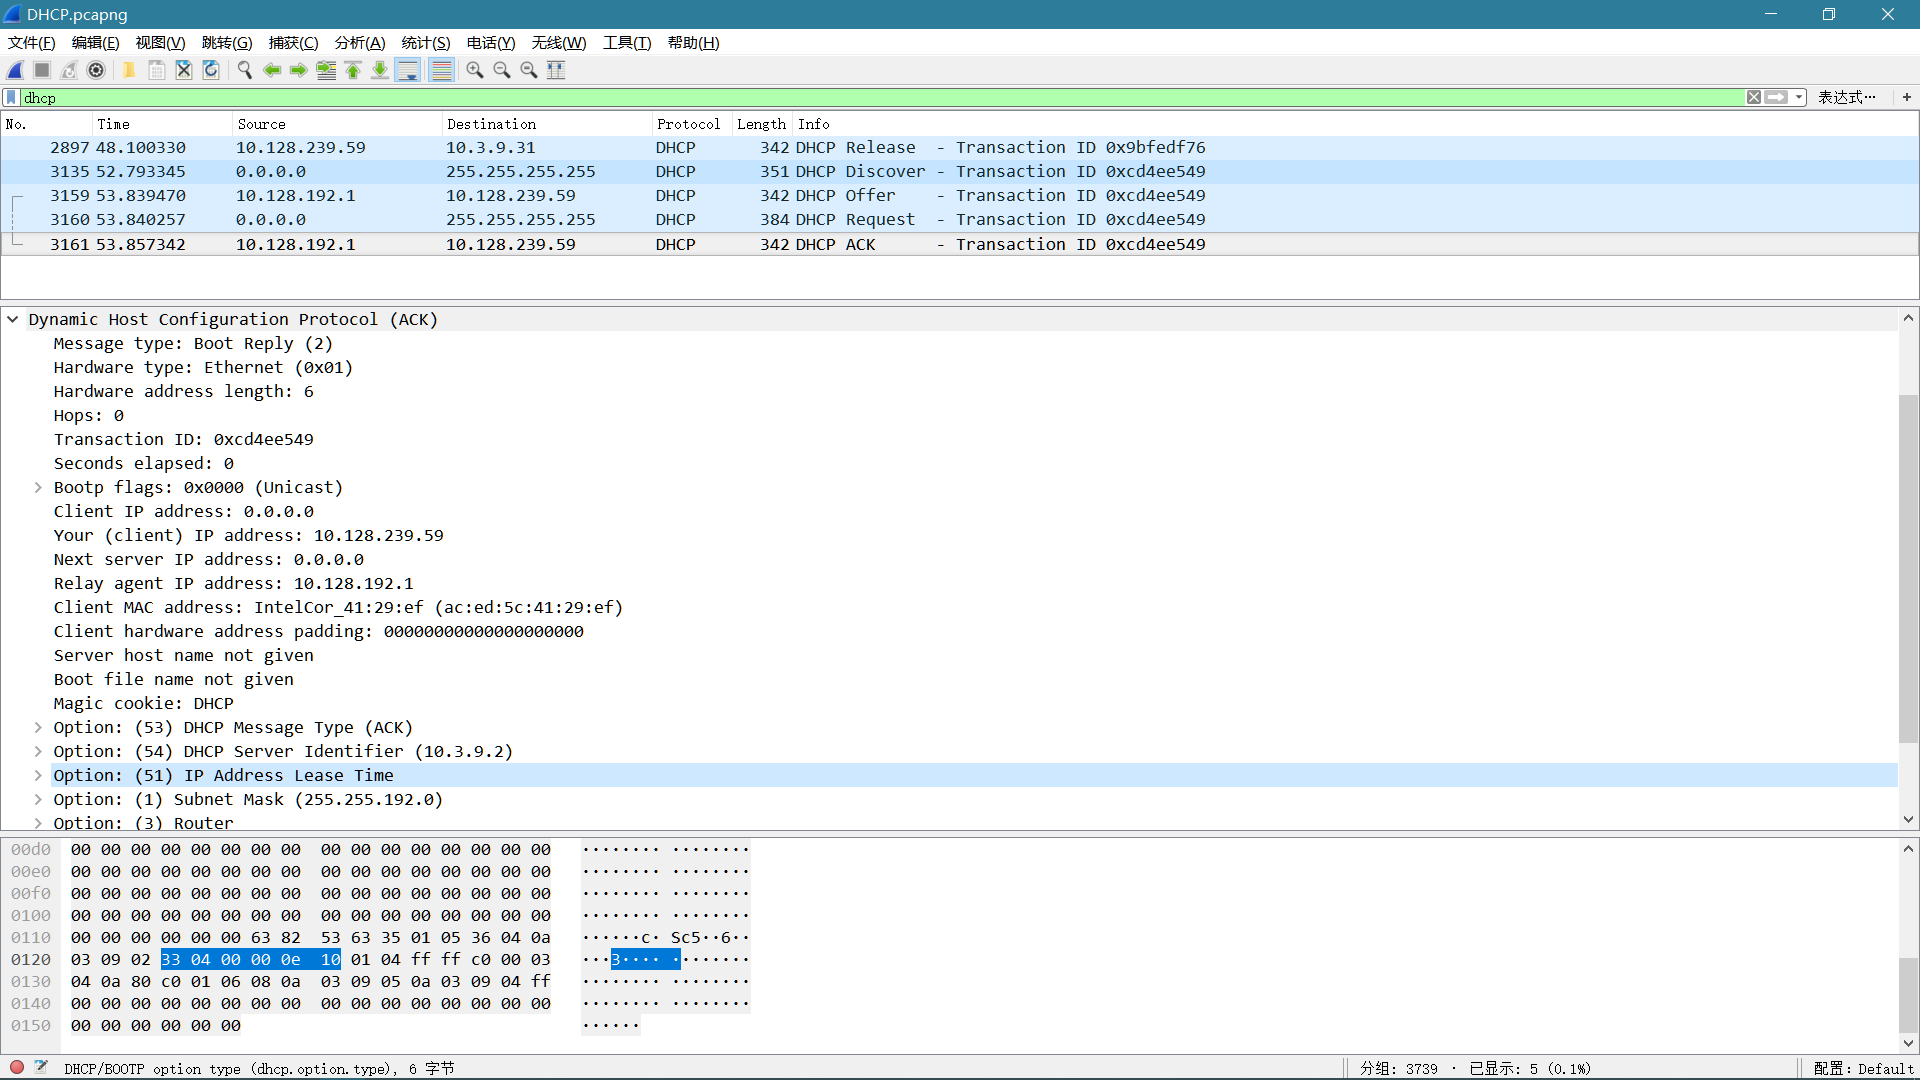 DHCP.pcapng
文件(F) 编辑(E) 视图(V) 跳转(G) 捕获(C) 分析(A) 统计(S) 电话(Y) 无线(W) 工具(T) 帮助(H)
dhcp 表达式… +
No. Time Source Destination Protocol Length Info
2897 48.100330 10.128.239.59 10.3.9.31 DHCP 342 DHCP Release - Transaction ID 0x9bfedf76
3135 52.793345 0.0.0.0 255.255.255.255 DHCP 351 DHCP Discover - Transaction ID 0xcd4ee549
3159 53.839470 10.128.192.1 10.128.239.59 DHCP 342 DHCP Offer - Transaction ID 0xcd4ee549
3160 53.840257 0.0.0.0 255.255.255.255 DHCP 384 DHCP Request - Transaction ID 0xcd4ee549
3161 53.857342 10.128.192.1 10.128.239.59 DHCP 342 DHCP ACK - Transaction ID 0xcd4ee549
Dynamic Host Configuration Protocol (ACK)
Message type: Boot Reply (2)
Hardware type: Ethernet (0x01)
Hardware address length: 6
Hops: 0
Transaction ID: 0xcd4ee549
Seconds elapsed: 0
Bootp flags: 0x0000 (Unicast)
Client IP address: 0.0.0.0
Your (client) IP address: 10.128.239.59
Next server IP address: 0.0.0.0
Relay agent IP address: 10.128.192.1
Client MAC address: IntelCor_41:29:ef (ac:ed:5c:41:29:ef)
Client hardware address padding: 00000000000000000000
Server host name not given
Boot file name not given
Magic cookie: DHCP
Option: (53) DHCP Message Type (ACK)
Option: (54) DHCP Server Identifier (10.3.9.2)
Option: (51) IP Address Lease Time
Option: (1) Subnet Mask (255.255.192.0)
Option: (3) Router
00d0 00 00 00 00 00 00 00 00 00 00 00 00 00 00 00 00 ········ ········
00e0 00 00 00 00 00 00 00 00 00 00 00 00 00 00 00 00 ········ ········
00f0 00 00 00 00 00 00 00 00 00 00 00 00 00 00 00 00 ········ ········
0100 00 00 00 00 00 00 00 00 00 00 00 00 00 00 00 00 ········ ········
0110 00 00 00 00 00 00 63 82 53 63 35 01 05 36 04 0a ······c· Sc5··6··
0120 03 09 02 33 04 00 00 0e 10 01 04 ff ff c0 00 03 ···3···· ········
0130 04 0a 80 c0 01 06 08 0a 03 09 05 0a 03 09 04 ff ········ ········
0140 00 00 00 00 00 00 00 00 00 00 00 00 00 00 00 00 ········ ········
0150 00 00 00 00 00 00 ······
DHCP/BOOTP option type (dhcp.option.type), 6 字节 分组: 3739 · 已显示: 5 (0.1%) 配置: Default